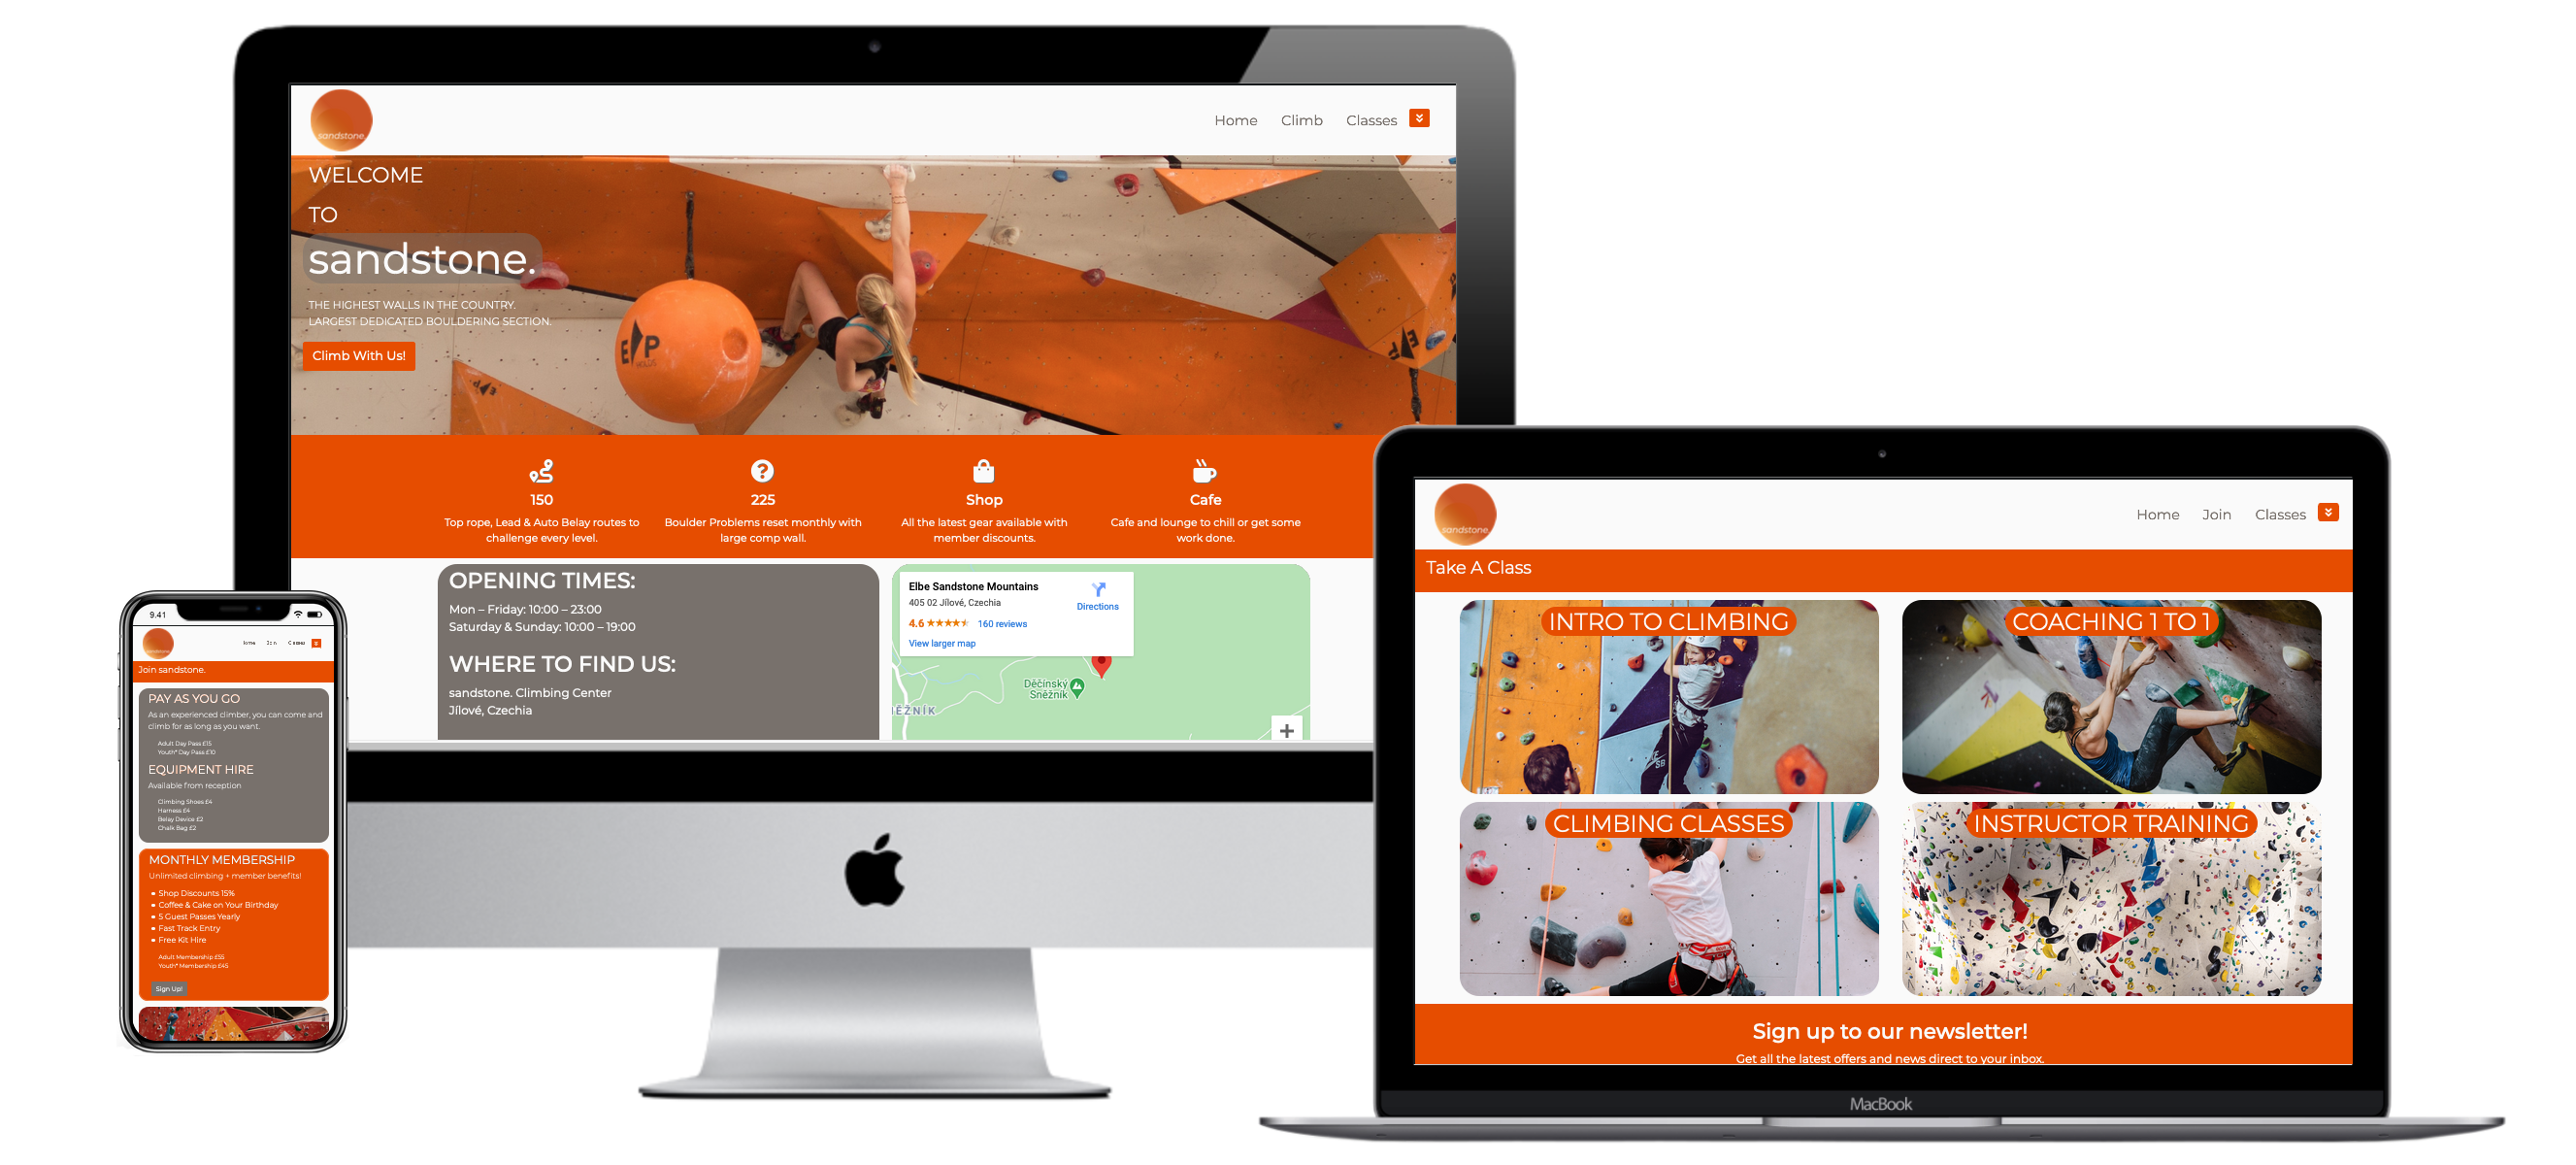 sandstone.
Home Climb Classes
WELCOME
TO
sandstone.
THE HIGHEST WALLS IN THE COUNTRY.
LARGEST DEDICATED BOULDERING SECTION.
Climb With Us!
EP
HOLDS
EP
EP
150
Top rope, Lead & Auto Belay routes to
challenge every level.
225
Boulder Problems reset monthly with
large comp wall.
Shop
All the latest gear available with
member discounts.
Cafe
Cafe and lounge to chill or get some
work done.
OPENING TIMES:
Mon – Friday: 10:00 – 23:00
Saturday & Sunday: 10:00 – 19:00
WHERE TO FIND US:
sandstone. Climbing Center
Jílové, Czechia
Elbe Sandstone Mountains
405 02 Jílové, Czechia
4.6 160 reviews
View larger map
Directions
Děčínský
Sněžník
ĚŽNÍK
9.41
sandstone.
Home Join Classes
Join sandstone.
PAY AS YOU GO
As an experienced climber, you can come and
climb for as long as you want.
Adult Day Pass £15
Youth* Day Pass £10
EQUIPMENT HIRE
Available from reception
Climbing Shoes £4
Harness £4
Belay Device £2
Chalk Bag £2
MONTHLY MEMBERSHIP
Unlimited climbing + member benefits!
Shop Discounts 15%
Coffee & Cake on Your Birthday
5 Guest Passes Yearly
Fast Track Entry
Free Kit Hire
Adult Membership £55
Youth* Membership £45
Sign Up!
sandstone.
Home Join Classes
Take A Class
INTRO TO CLIMBING
COACHING 1 TO 1
CLIMBING CLASSES
INSTRUCTOR TRAINING
Sign up to our newsletter!
Get all the latest offers and news direct to your inbox.
MacBook